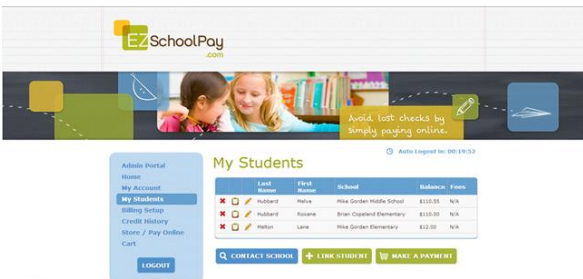 EZSchoolPay
.com
Avoid lost checks by
simply paying online.
Auto Logout in: 00:19:52
Admin Portal
Home
My Account
My Students
Billing Setup
Credit History
Store / Pay Online
Cart
LOGOUT
My Students
Last Name First Name School Balance Fees
Hubbard Melva Mike Gorden Middle School $110.55 N/A
Hubbard Roxane Brian Copeland Elementary $110.00 N/A
Melton Lane Mike Gorden Elementary $12.00 N/A
CONTACT SCHOOL LINK STUDENT MAKE A PAYMENT